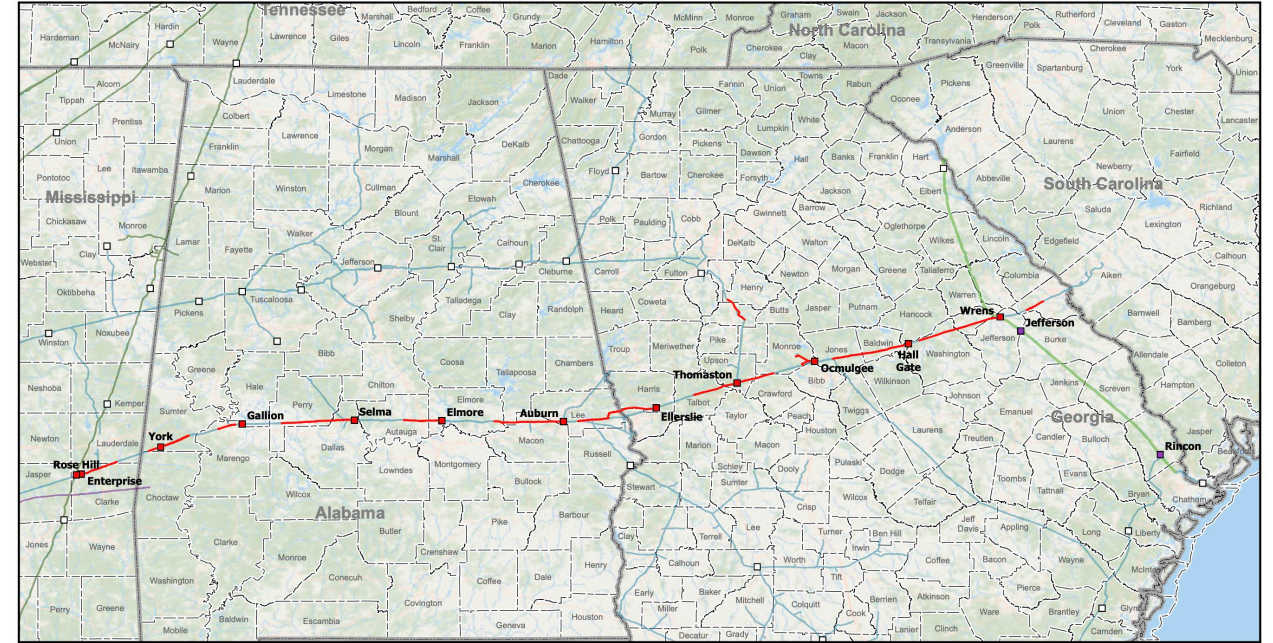 Tennessee
Hardin
Marshall
Bedford
Coffee
Grundy
McMinn
Monroe
Graham
Swain
Jackson
Henderson
Polk
Rutherford
Cleveland
Gaston
Hardeman
McNairy
Wayne
Lawrence
Giles
Lincoln
Franklin
Marion
Hamilton
Polk
Cherokee
North Carolina
Macon
Clay
Transylvania
Mecklenburg
Cherokee
Alcorn
Tippah
Prentiss
Union
Lauderdale
Limestone
Madison
Jackson
Dade
Walker
Fannin
Towns
Union
Rabun
Pickens
Greenville
Spartanburg
York
Union
Colbert
Lawrence
Murray
Gilmer
White
Lumpkin
Oconee
Anderson
Union
Chester
Lancaster
Franklin
Morgan
Marshall
DeKalb
Chattooga
Gordon
Pickens
Dawson
Hall
Banks
Franklin
Hart
Laurens
Fairfield
Newberry
Pontotoc
Lee
Itawamba
Marion
Winston
Cullman
Cherokee
Floyd
Bartow
Cherokee
Forsyth
Jackson
Elbert
Abbeville
South Carolina
Mississippi
Etowah
Chickasaw
Monroe
Blount
Polk
Paulding
Cobb
Gwinnett
Barrow
Oglethorpe
Saluda
Richland
Lexington
Clay
Lamar
Fayette
Walker
St.
Clair
Calhoun
DeKalb
Walton
Wilkes
Lincoln
Edgefield
Calhoun
Webster
Jefferson
Cleburne
Carroll
Fulton
Newton
Morgan
Greene
Taliaferro
Columbia
Aiken
Oktibbeha
Tuscaloosa
Talladega
Henry
Warren
Orangeburg
Pickens
Shelby
Clay
Randolph
Heard
Coweta
Butts
Jasper
Putnam
Hancock
Wrens
Jefferson
Barnwell
Bamberg
Noxubee
Winston
Bibb
Troup
Meriwether
Pike
Monroe
Jones
Baldwin
Hall
Gate
Washington
Jefferson
Burke
Allendale
Greene
Coosa
Tallapoosa
Chambers
Upson
Thomaston
Ocmulgee
Bibb
Wilkinson
Colleton
Neshoba
Hale
Chilton
Harris
Crawford
Jenkins
Screven
Hampton
Kemper
Perry
Elmore
Talbot
Johnson
Sumter
Gallion
Selma
Elmore
Auburn
Lee
Ellerslie
Taylor
Peach
Twiggs
Emanuel
Georgia
Newton
Lauderdale
York
Autauga
Macon
Houston
Laurens
Treutlen
Candler
Bulloch
Jasper
Dallas
Marion
Macon
Rincon
Rose Hill
Jasper
Enterprise
Marengo
Lowndes
Montgomery
Russell
Schley
Dooly
Pulaski
Dodge
Evans
Bullock
Stewart
Sumter
Toombs
Tattnall
Bryan
Chatham
Clarke
Choctaw
Wilcox
Crisp
Wilcox
Telfair
Alabama
Pike
Barbour
Lee
Jeff
Davis
Appling
Long
Liberty
Jones
Wayne
Clarke
Butler
Clay
Terrell
Turner
Ben Hill
Irwin
Wayne
Monroe
Crenshaw
Henry
Calhoun
Worth
Coffee
Bacon
McInto
Washington
Conecuh
Coffee
Dale
Tift
Pierce
Early
Baker
Mitchell
Atkinson
Perry
Greene
Covington
Miller
Colquitt
Berrien
Ware
Brantley
Glynn
Baldwin
Escambia
Geneva
Houston
Cook
Mobile
Decatur
Grady
Lanier
Clinch
Camden